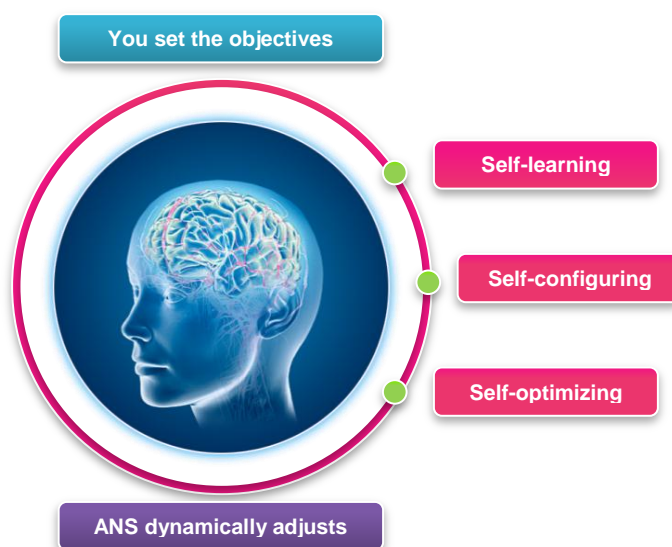 You set the objectives
Self-learning
Self-configuring
Self-optimizing
ANS dynamically adjusts